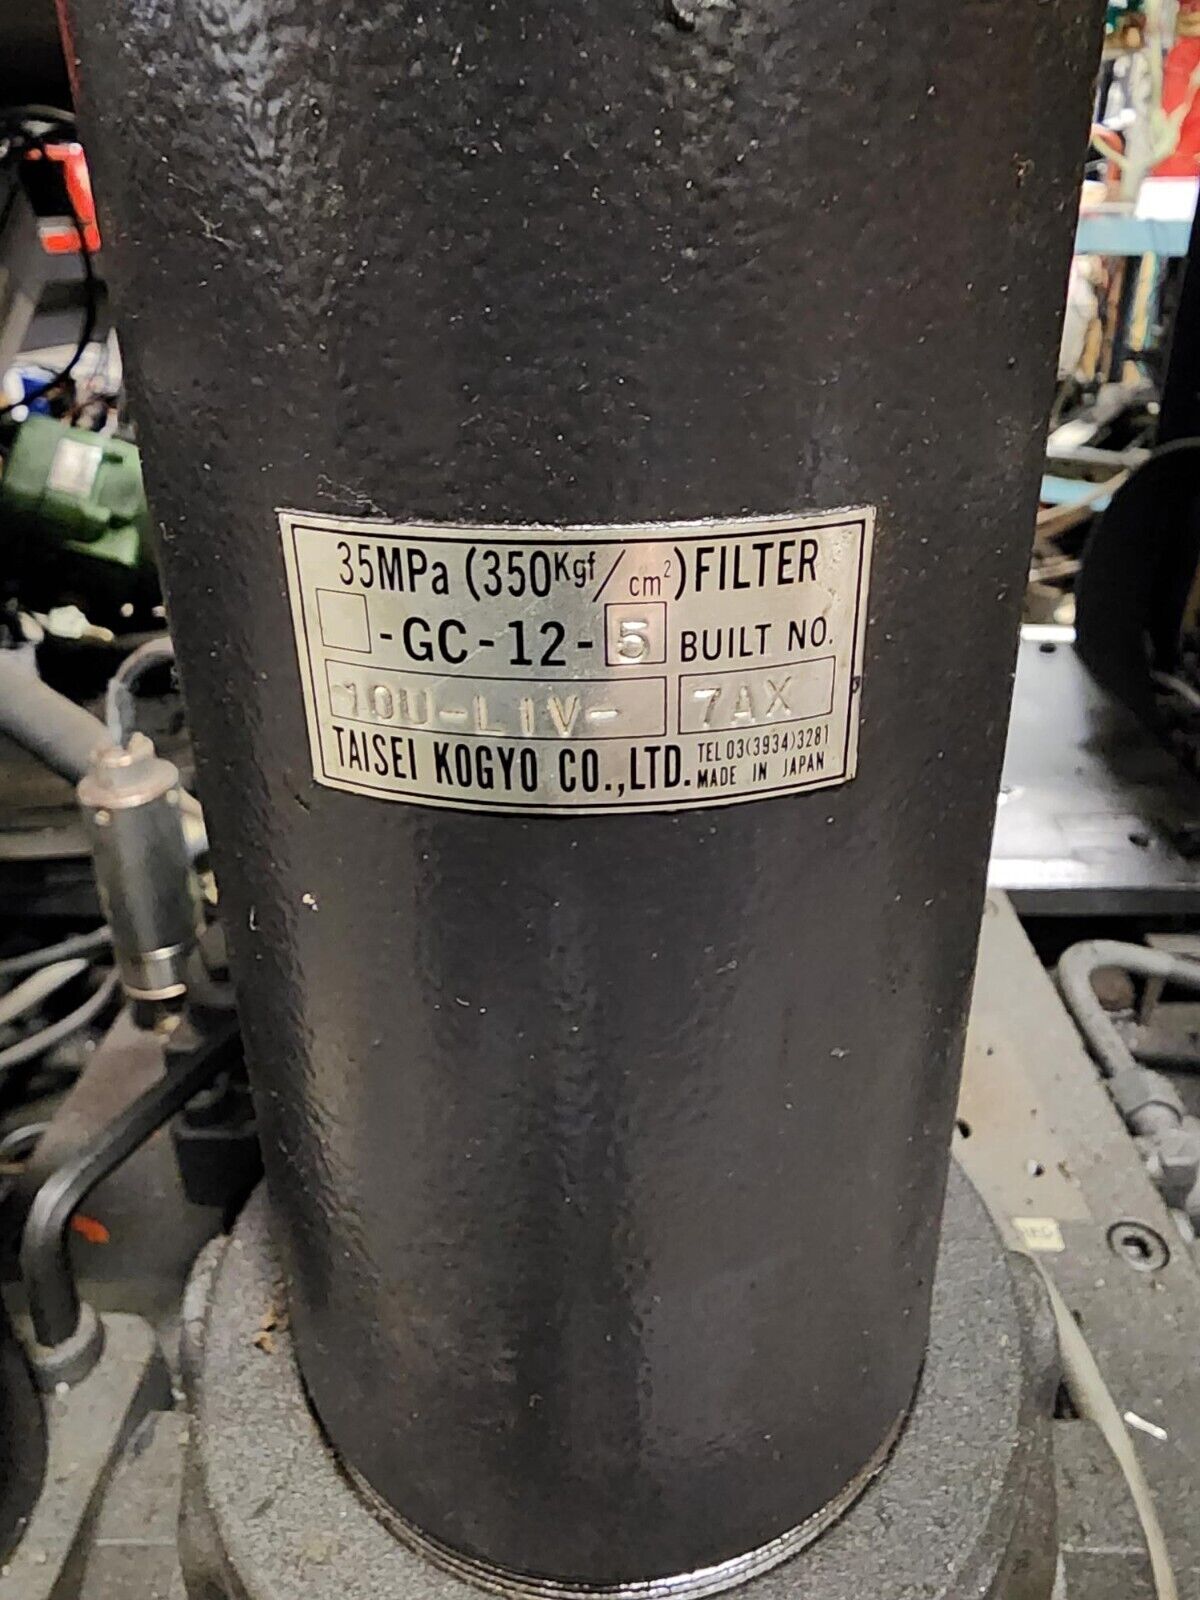 35MPa (350Kgf/cm²) FILTER
□-GC-12-5 BUILT NO.
10U-L1V- 7AX
TAISEI KOGYO CO.,LTD. TEL 03(3934)3281
MADE IN JAPAN